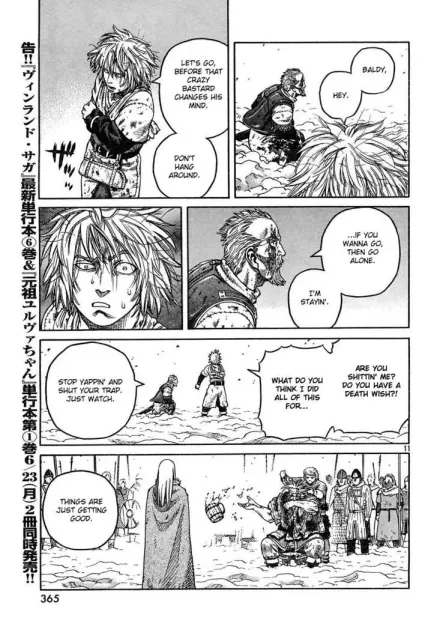 BALDY,
HEY.
LET'S GO,
BEFORE THAT
CRAZY
BASTARD
CHANGES HIS
MIND.
DON'T
HANG
AROUND.
...IF YOU
WANNA GO,
THEN GO
ALONE.
I'M
STAYIN'.
ARE YOU
SHITTIN' ME?
DO YOU HAVE
A DEATH WISH?!
WHAT DO YOU
THINK I DID
ALL OF THIS
FOR...
STOP YAPPIN' AND
SHUT YOUR TRAP.
JUST WATCH.
11
THINGS ARE
JUST GETTING
GOOD.
告!!『ヴィンランド・サガ』最新単行本⑥巻&『元祖ユルヴァちゃん』単行本第①巻6/23(月)2冊同時発売!!
365